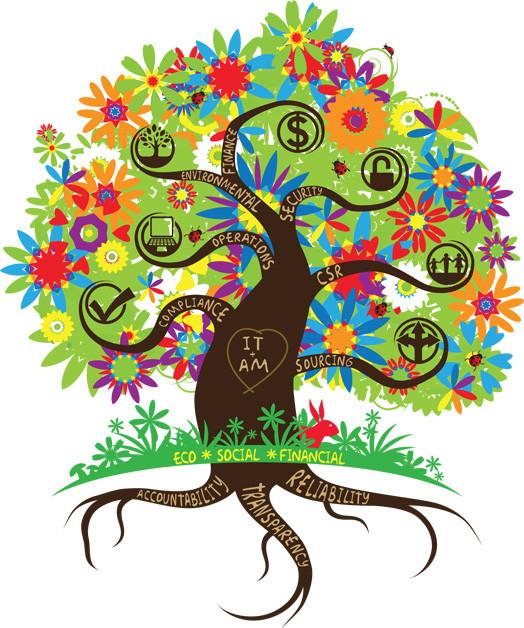 FINANCE
$
ENVIRONMENTAL
SECURITY
OPERATIONS
CSR
COMPLIANCE
IT
+
AM
SOURCING
ECO * SOCIAL * FINANCIAL
ACCOUNTABILITY
TRANSPARENCY
RELIABILITY